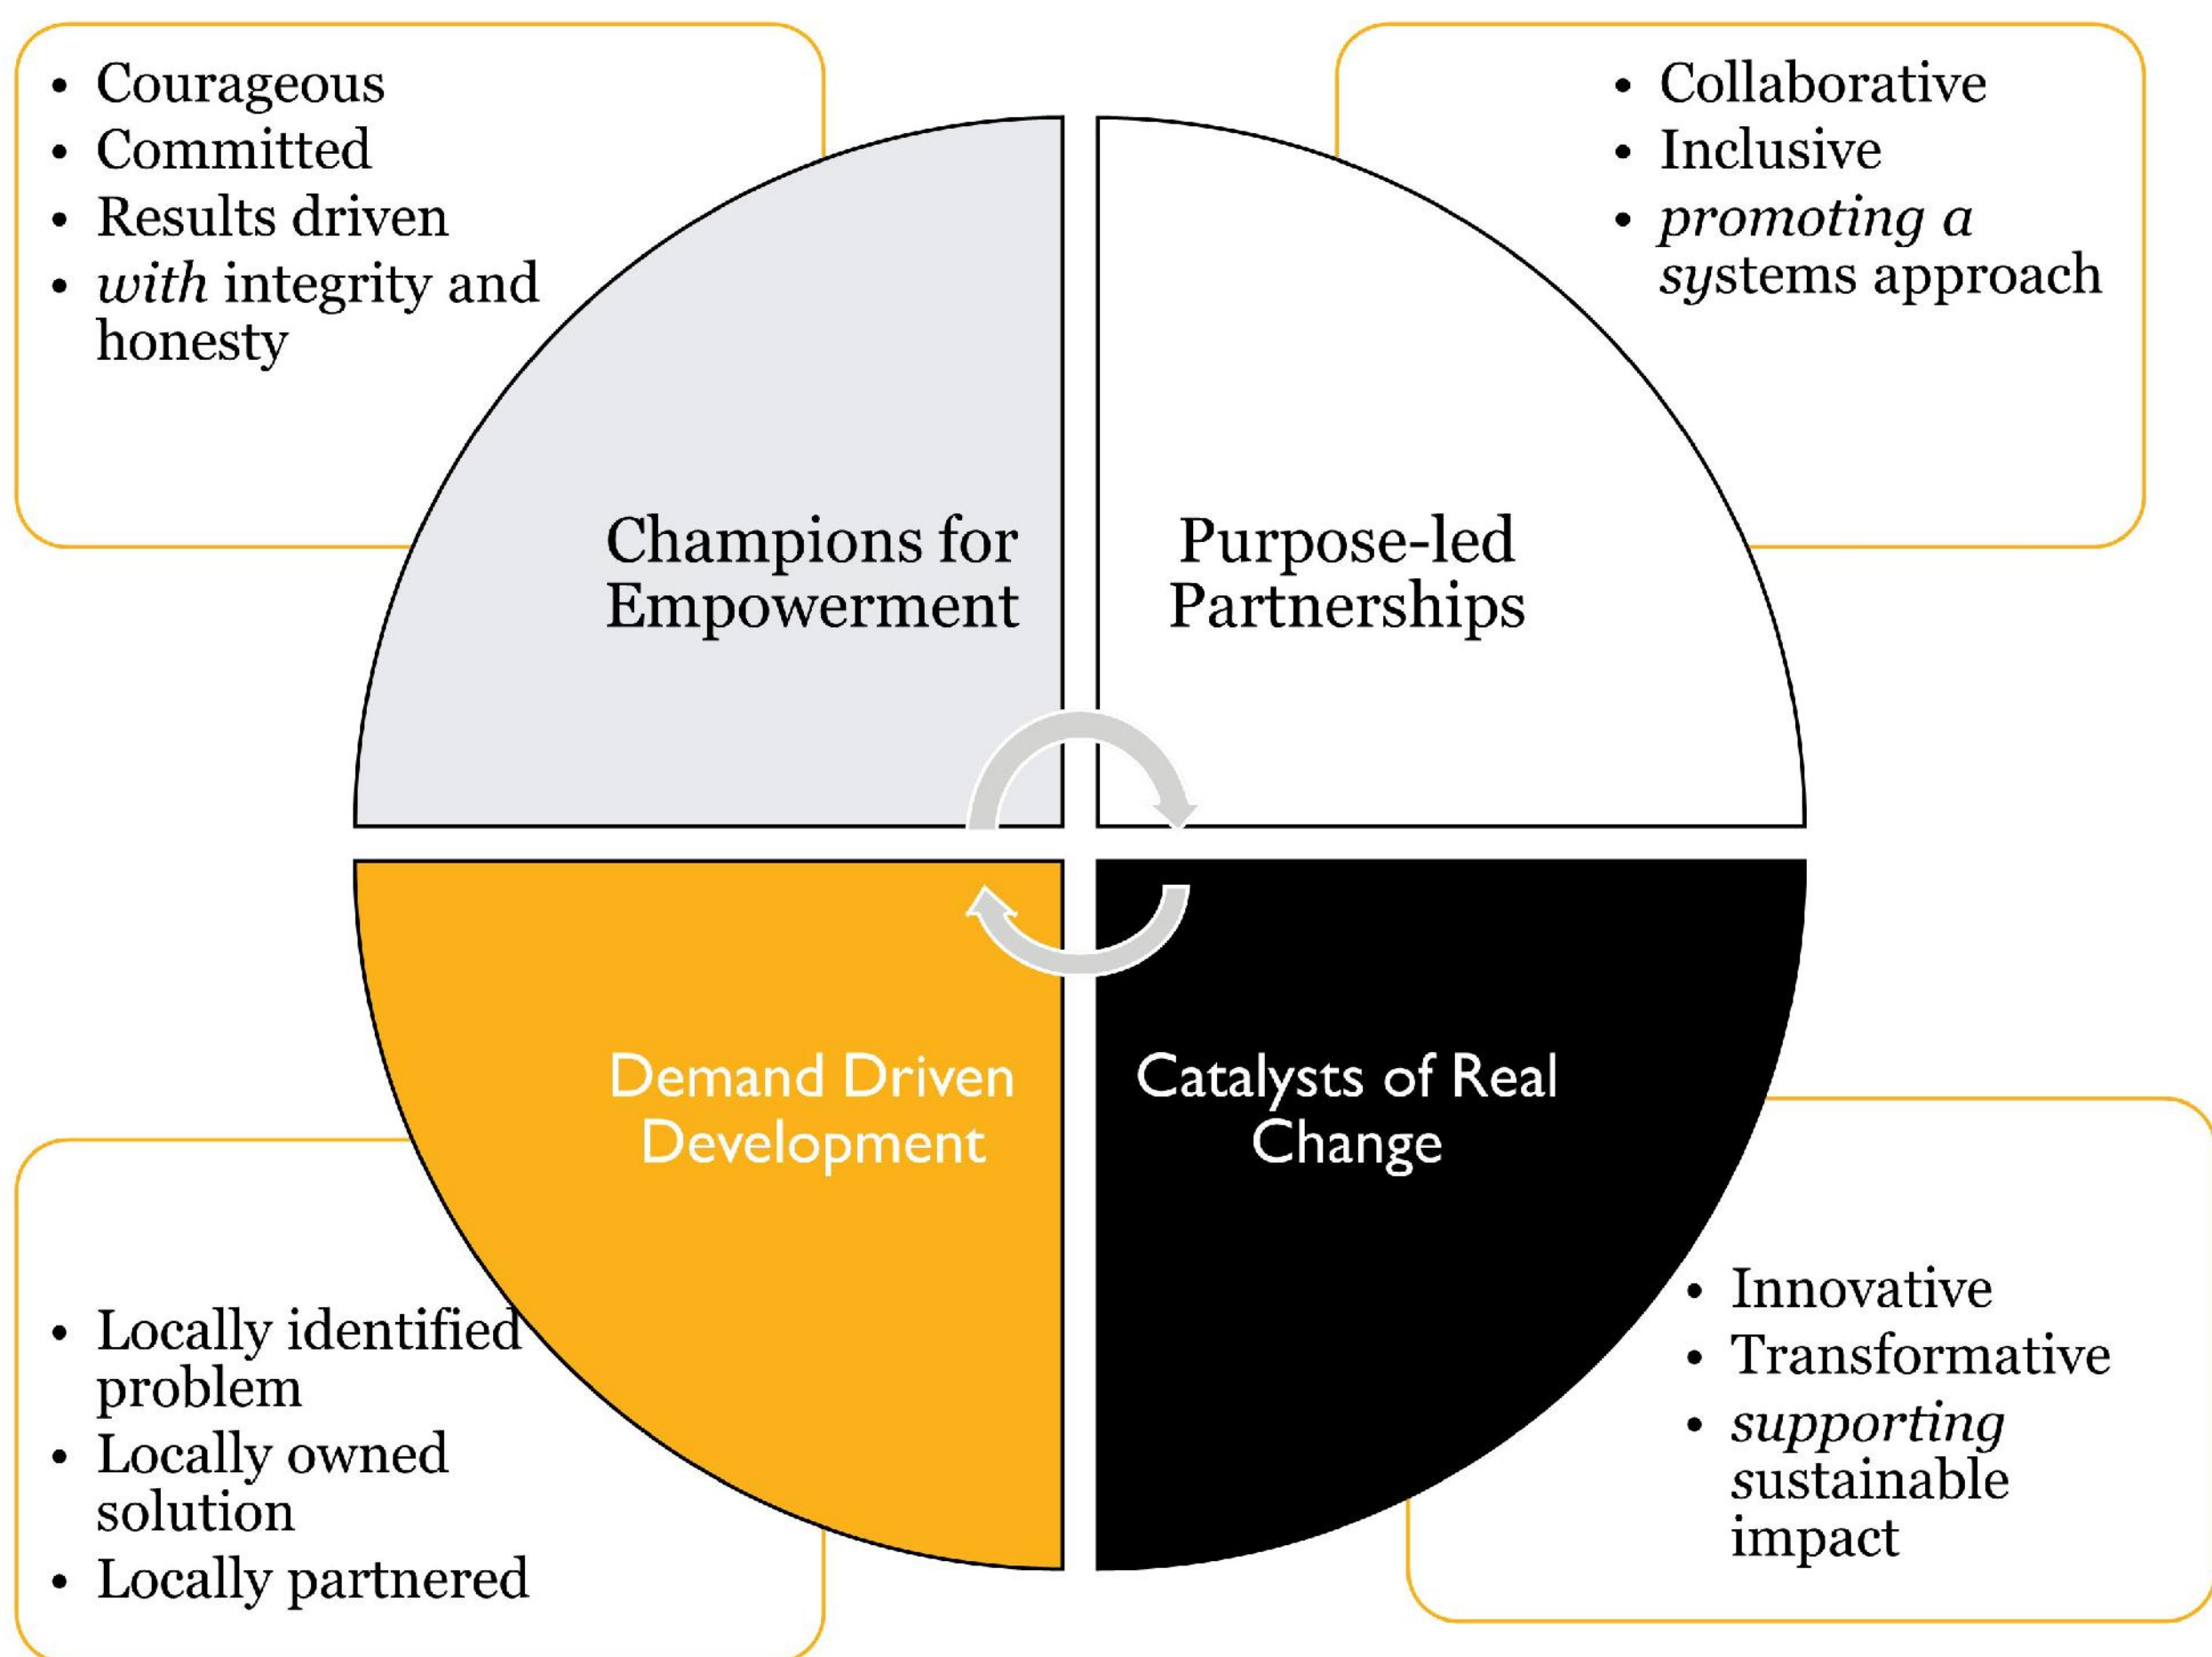 • Courageous
• Committed
• Results driven
• with integrity and
honesty
Champions for
Empowerment
• Collaborative
• Inclusive
• promoting a
systems approach
Purpose-led
Partnerships
Demand Driven
Development
• Locally identified
problem
• Locally owned
solution
• Locally partnered
Catalysts of Real
Change
• Innovative
• Transformative
• supporting
sustainable
impact